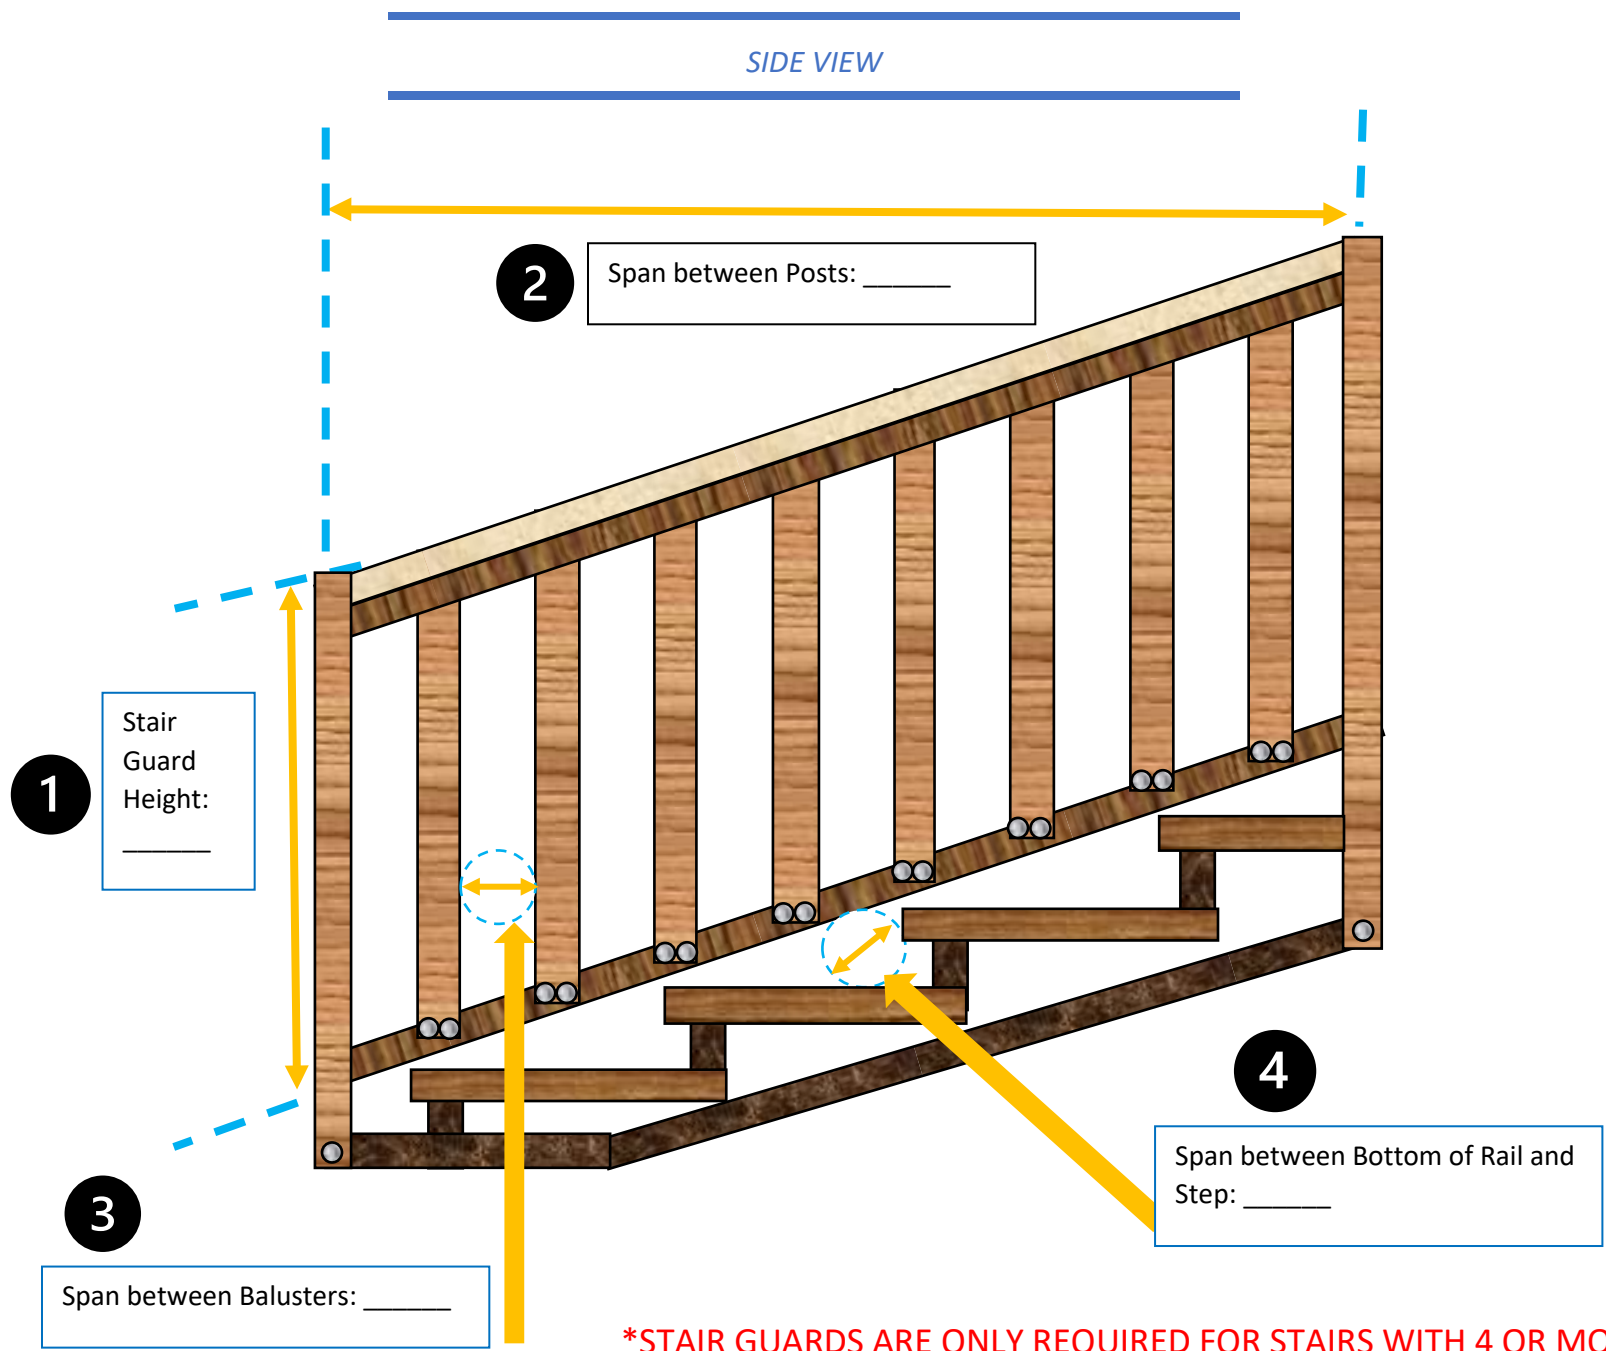 SIDE VIEW
2
Span between Posts: ______
1
Stair
Guard
Height:
______
4
Span between Bottom of Rail and
Step: ______
3
Span between Balusters: ______
*STAIR GUARDS ARE ONLY REQUIRED FOR STAIRS WITH 4 OR